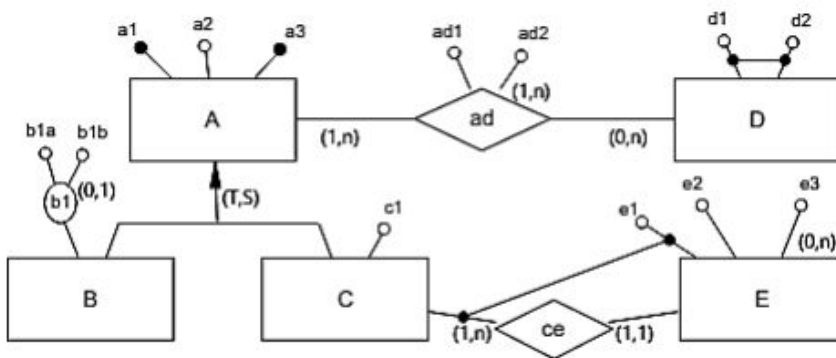 a1 a2 a3 ad1 ad2 d1 d2
(1,n)
A ad D
(1,n) (0,n)
b1a b1b
b1 (0,1)
(T,S)
c1 e1 e2 e3
(0,n)
B C E
ce
(1,n) (1,1)